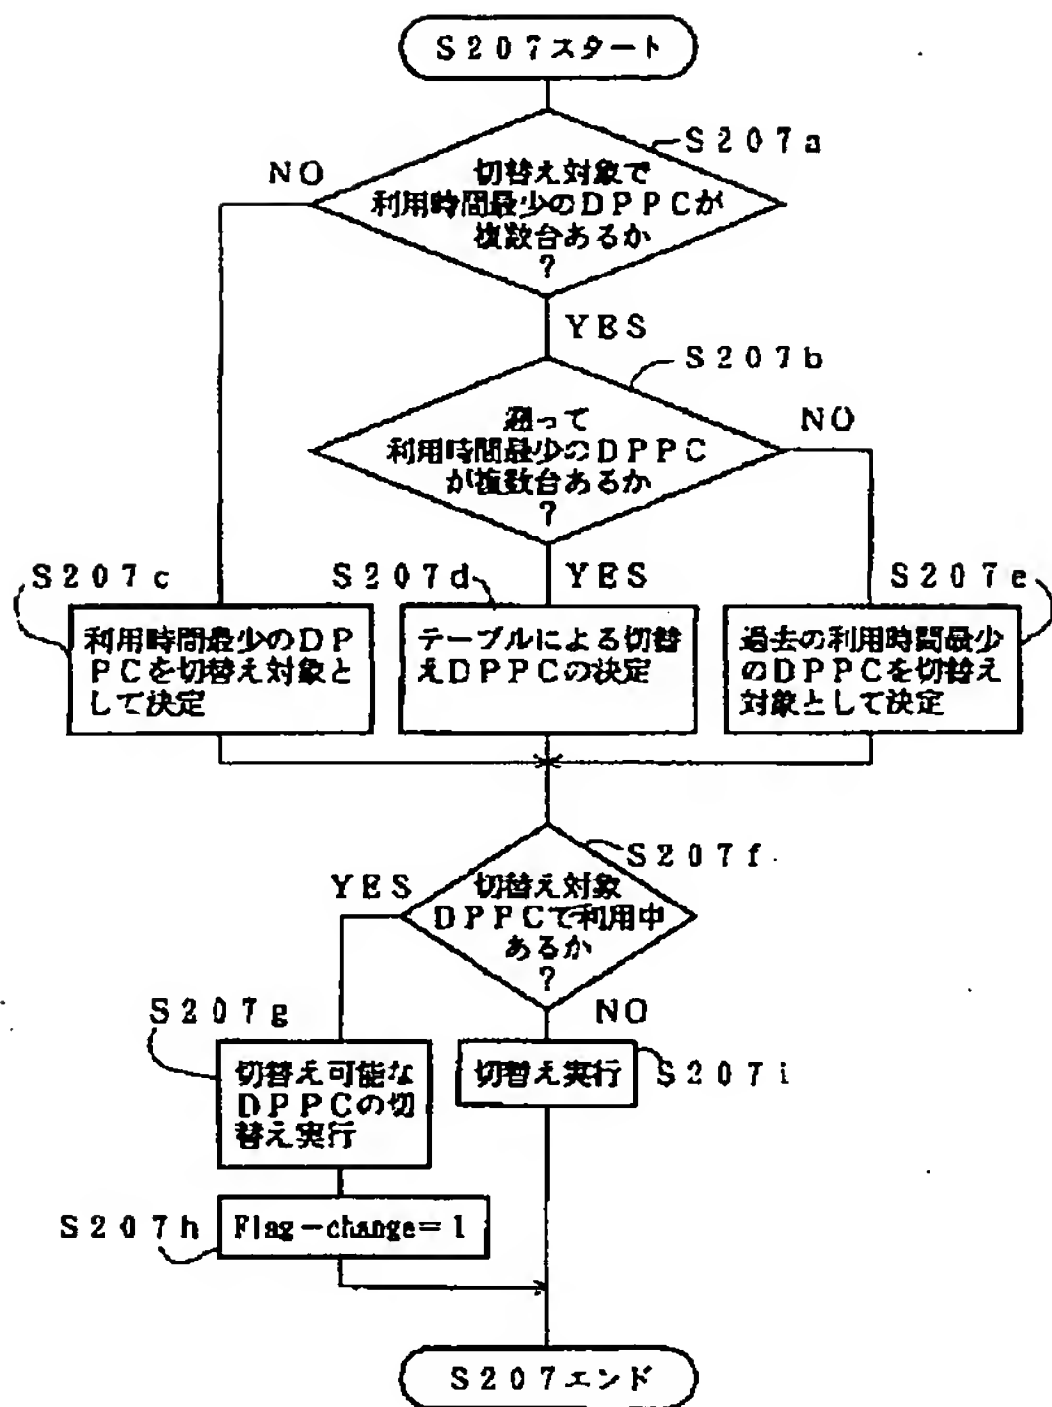 S207スタート
S207a
NO
切替え対象で
利用時間最少のDPPCが
複数台あるか
?
YES
S207b
遡って
利用時間最少のDPPC
が複数台あるか
?
NO
YES
S207c
利用時間最少のDP
PCを切替え対象と
して決定
S207d
テーブルによる切替
えDPPCの決定
S207e
過去の利用時間最少
のDPPCを切替え
対象として決定
S207f
切替え対象
DPPCで利用中
あるか
?
YES
NO
S207g
切替え可能な
DPPCの切
替え実行
切替え実行
S207i
S207h
Flag-change=1
S207エンド